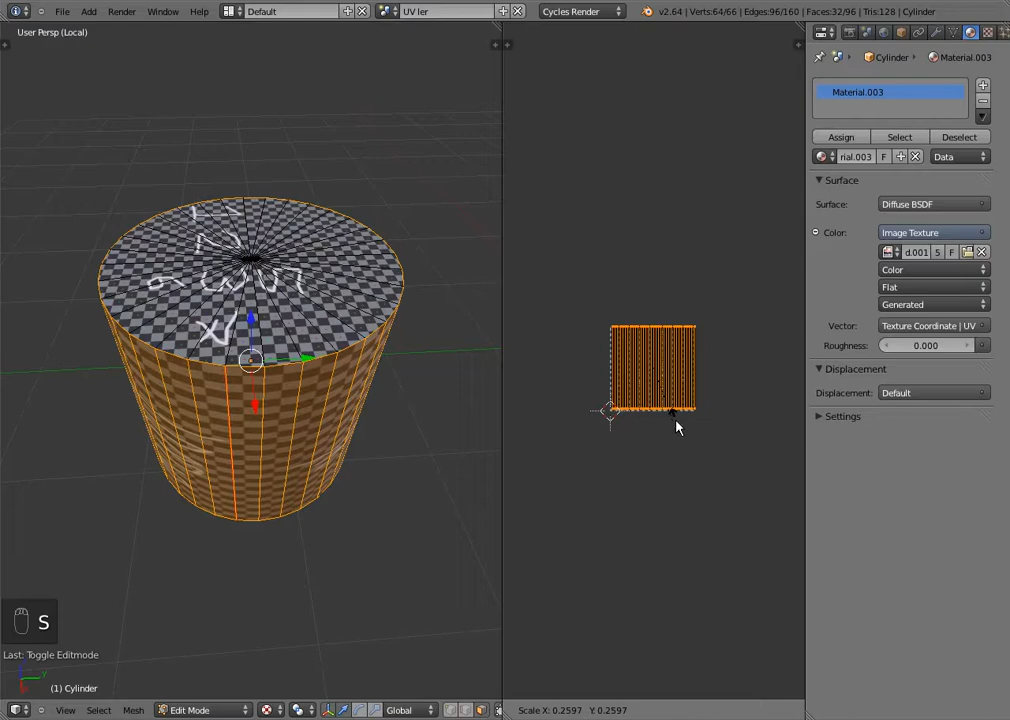 File Add Render Window Help Default UV ler Cycles Render v2.64 | Verts:64/66 | Edges:96/160 | Faces:32/96 | Tris:128 | Cylinder
User Persp (Local)
Cylinder Material.003
Material.003
Assign Select Deselect
rial.003 F Data
Surface
Surface: Diffuse BSDF
Color: Image Texture
d.001 5 F
Color
Flat
Generated
Vector: Texture Coordinate | UV
Roughness: 0.000
Displacement
Displacement: Default
Settings
S
Last: Toggle Editmode
(1) Cylinder
View Select Mesh Edit Mode Global Scale X: 0.2597 Y: 0.2597